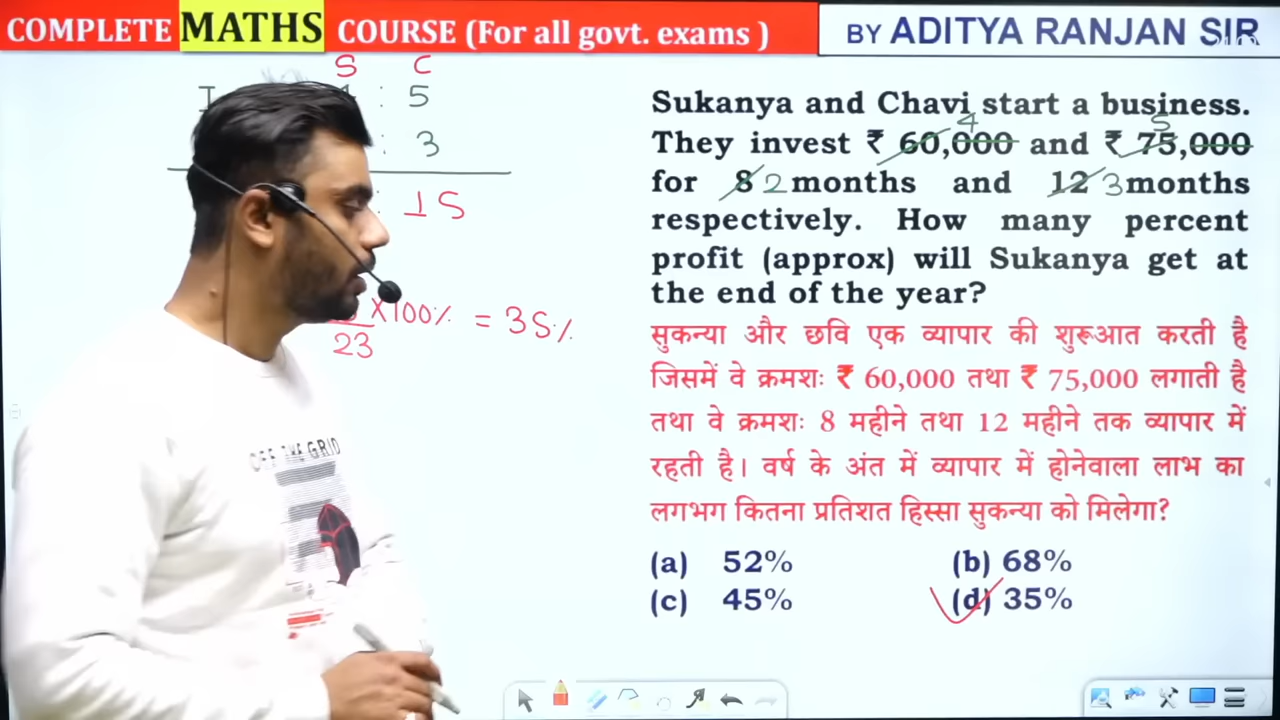 COMPLETE MATHS COURSE (For all govt. exams )
BY ADITYA RANJAN SIR
S C
: 5
: 3
: 15
×100% = 35%
23
Sukanya and Chavi start a business.
4 5
They invest ₹ 60,000 and ₹ 75,000
for 8 2 months and 12 3 months
respectively. How many percent
profit (approx) will Sukanya get at
the end of the year?
सुकन्या और छवि एक व्यापार की शुरूआत करती है
जिसमें वे क्रमशः ₹ 60,000 तथा ₹ 75,000 लगाती है
तथा वे क्रमशः 8 महीने तथा 12 महीने तक व्यापार में
रहती है। वर्ष के अंत में व्यापार में होनेवाला लाभ का
लगभग कितना प्रतिशत हिस्सा सुकन्या को मिलेगा?
(a) 52% (b) 68%
(c) 45% (d) 35%
OFF THE GRID